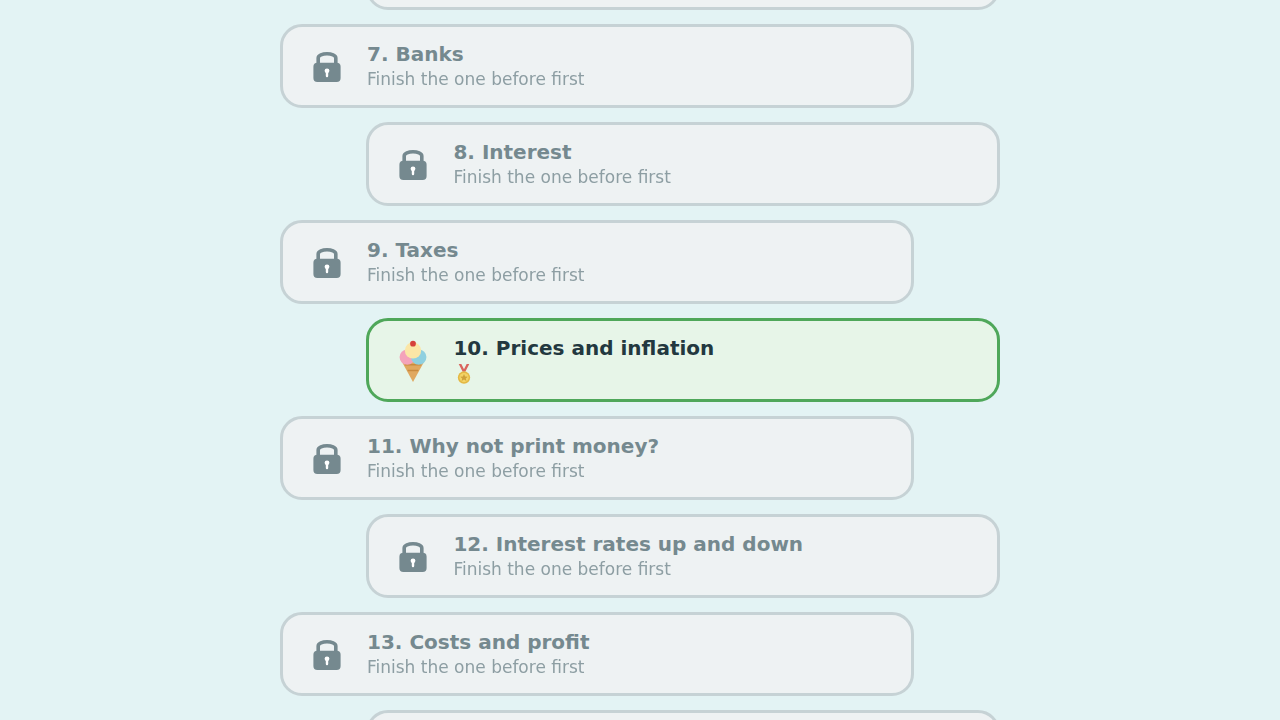 7. Banks
Finish the one before first
8. Interest
Finish the one before first
9. Taxes
Finish the one before first
10. Prices and inflation
11. Why not print money?
Finish the one before first
12. Interest rates up and down
Finish the one before first
13. Costs and profit
Finish the one before first